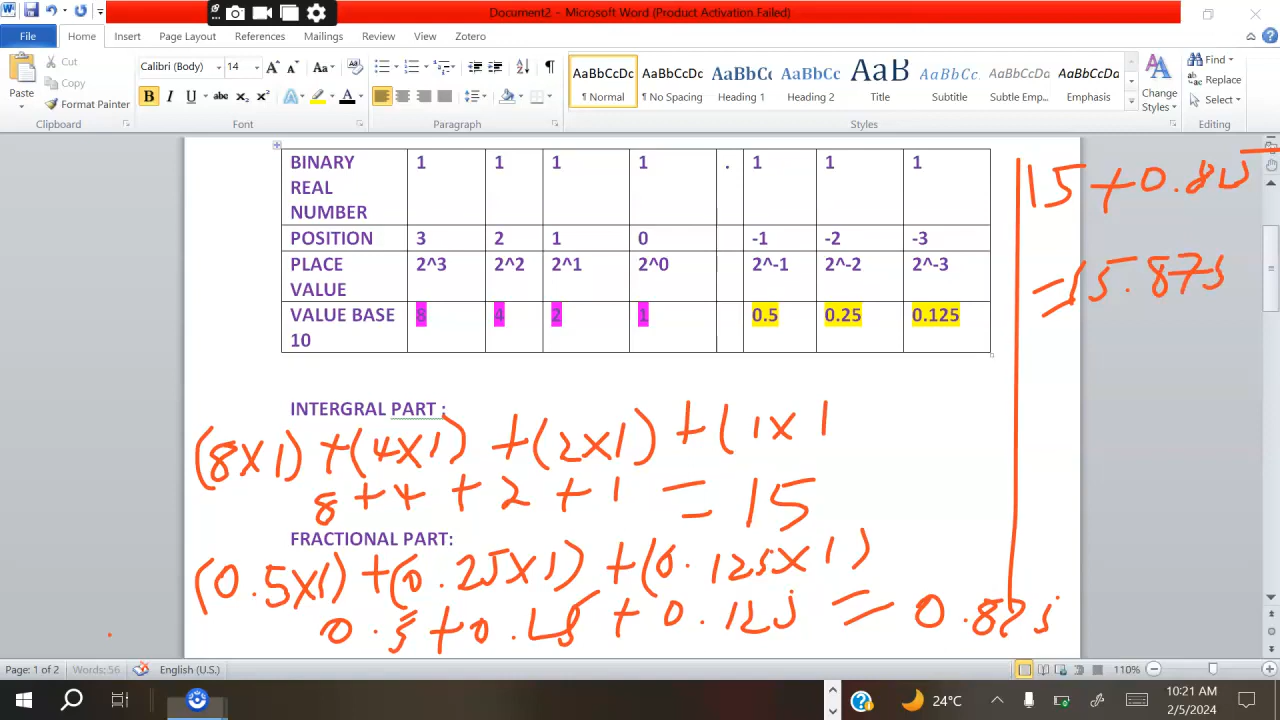 Document2 - Microsoft Word (Product Activation Failed)
File Home Insert Page Layout References Mailings Review View Zotero
Cut
Copy
Format Painter
Paste
Clipboard
Calibri (Body) 14
Font
Paragraph
AaBbCcDc AaBbCcDc AaBbCc AaBbCc AaB AaBbCc. AaBbCcDc AaBbCcDc
¶ Normal ¶ No Spacing Heading 1 Heading 2 Title Subtitle Subtle Emp... Emphasis
Change Styles
Styles
Find
Replace
Select
Editing
BINARY REAL NUMBER 1 1 1 1 . 1 1 1
POSITION 3 2 1 0 -1 -2 -3
PLACE VALUE 2^3 2^2 2^1 2^0 2^-1 2^-2 2^-3
VALUE BASE 10 8 4 2 1 0.5 0.25 0.125
=15.875
INTERGRAL PART :
(8x1) +(4x1) +(2x1) +(1x1
8+4+2+1 = 15
FRACTIONAL PART:
(0.5x1)+(0.25x1)+(0.125x1)
0.5+0.25+0.125 = 0.875
Page: 1 of 2 Words: 56 English (U.S.) 110%
24°C
10:21 AM
2/5/2024